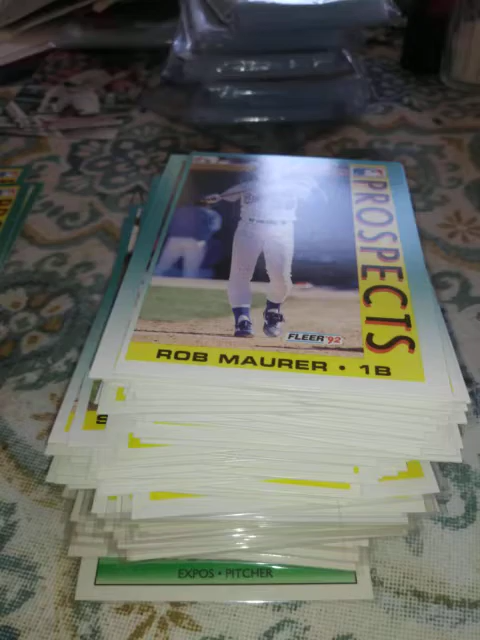 PROSPECTS
FLEER '92
ROB MAURER • 1B
S
EXPOS • PITCHER